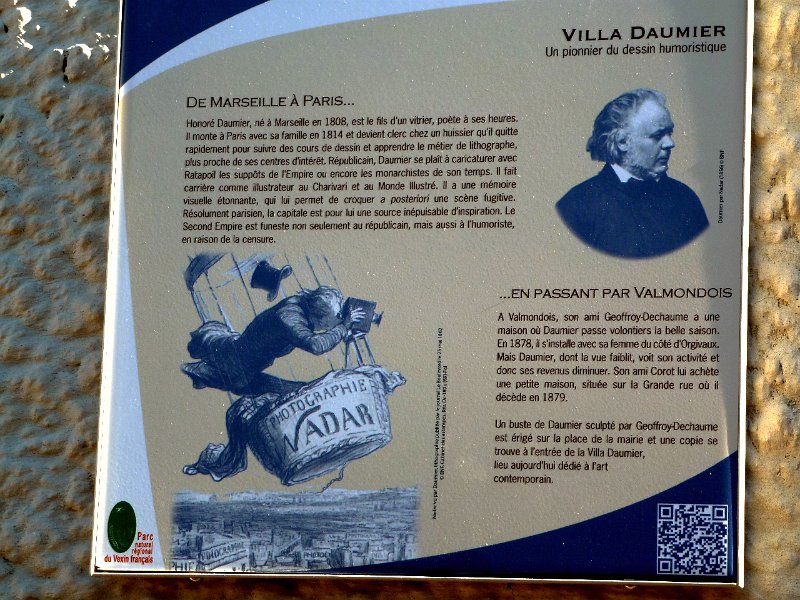 VILLA DAUMIER
Un pionnier du dessin humoristique
DE MARSEILLE À PARIS...
Honoré Daumier, né à Marseille en 1808, est le fils d'un vitrier, poète à ses heures.
Il monte à Paris avec sa famille en 1814 et devient clerc chez un huissier qu'il quitte
rapidement pour suivre des cours de dessin et apprendre le métier de lithographe,
plus proche de ses centres d'intérêt. Républicain, Daumier se plaît à caricaturer avec
Ratapoil les suppôts de l'Empire ou encore les monarchistes de son temps. Il fait
carrière comme illustrateur au Charivari et au Monde Illustré. Il a une mémoire
visuelle étonnante, qui lui permet de croquer a posteriori une scène fugitive.
Résolument parisien, la capitale est pour lui une source inépuisable d'inspiration. Le
Second Empire est funeste non seulement au républicain, mais aussi à l'humoriste,
en raison de la censure.
Daumier par Nadar (1856) © BNF
...EN PASSANT PAR VALMONDOIS
A Valmondois, son ami Geoffroy-Dechaume a une
maison où Daumier passe volontiers la belle saison.
En 1878, il s'installe avec sa femme du côté d'Orgivaux.
Mais Daumier, dont la vue faiblit, voit son activité et
donc ses revenus diminuer. Son ami Corot lui achète
une petite maison, située sur la Grande rue où il
décède en 1879.
Un buste de Daumier sculpté par Geoffroy-Dechaume
est érigé sur la place de la mairie et une copie se
trouve à l'entrée de la Villa Daumier,
lieu aujourd'hui dédié à l'art
contemporain.
PHOTOGRAPHIE
NADAR
Parc
naturel
régional
du Vexin français